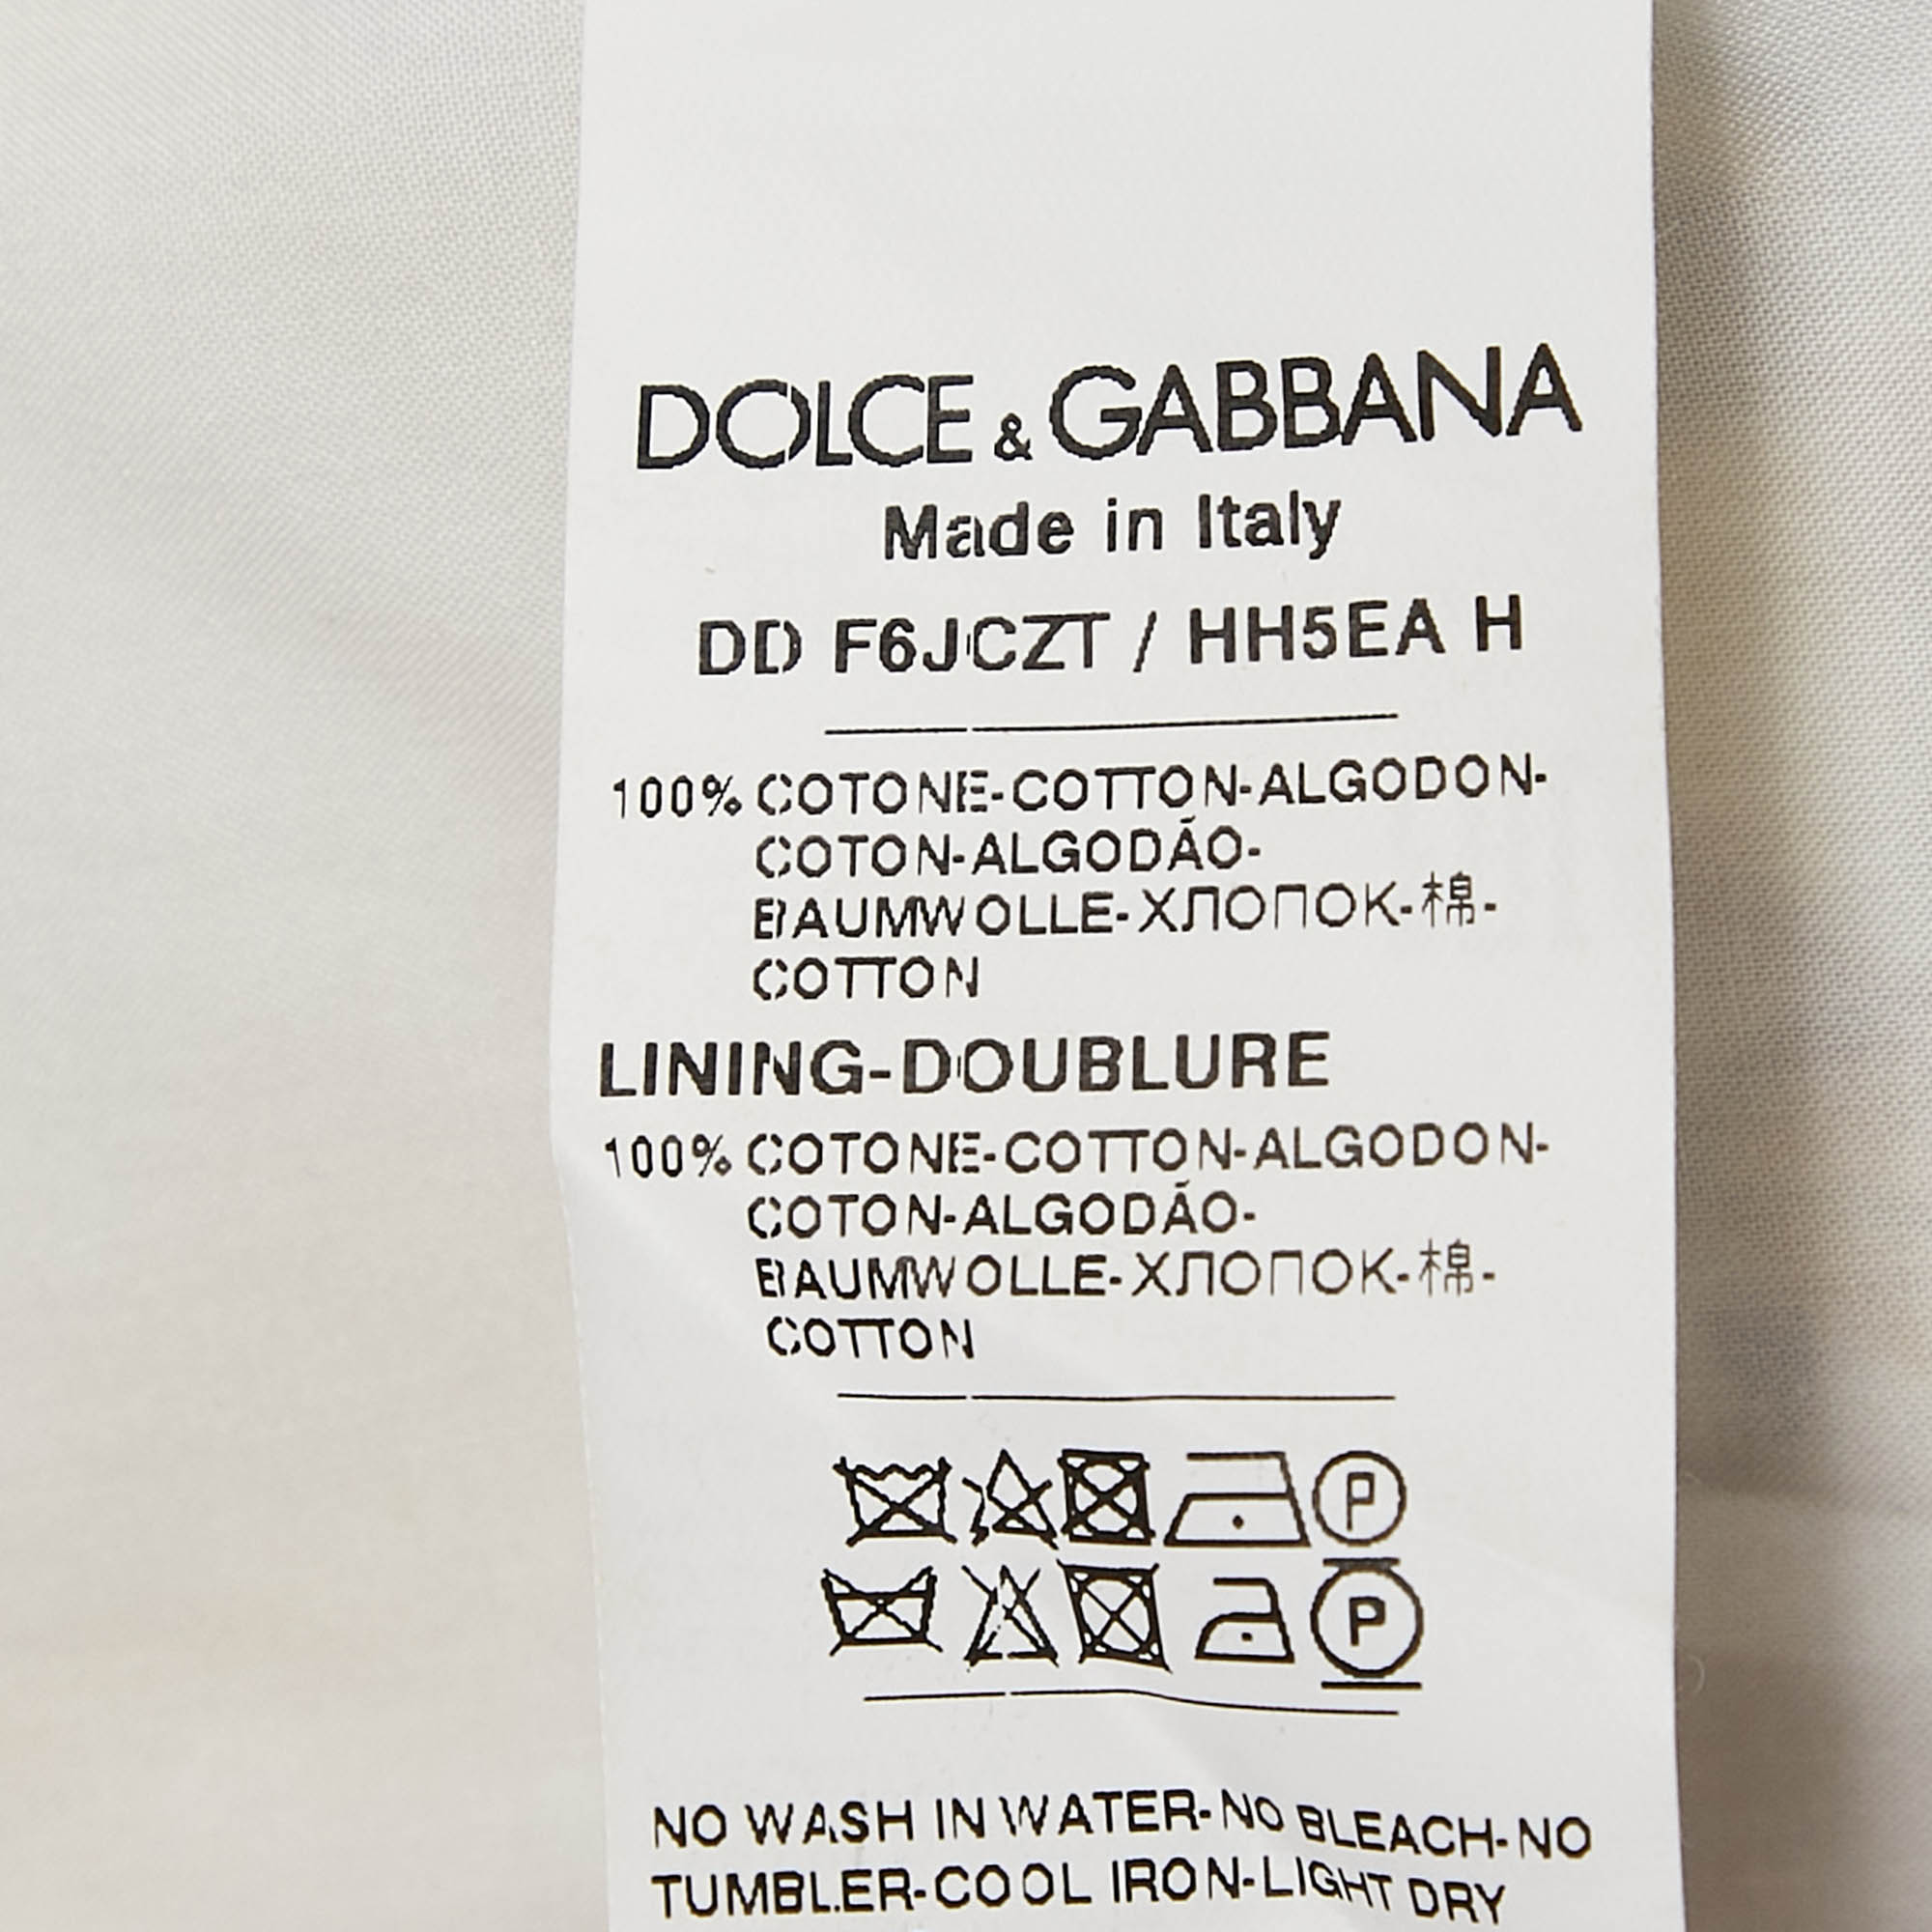 DOLCE & GABBANA
Made in Italy
DD F6JCZT / HH5EA H
100% COTONE-COTTON-ALGODON-
COTON-ALGODÃO-
BAUMWOLLE-ХЛОПОК-棉-
COTTON
LINING-DOUBLURE
100% COTONE-COTTON-ALGODON-
COTON-ALGODÃO-
BAUMWOLLE-ХЛОПОК-棉-
COTTON
P
P
NO WASH IN WATER-NO BLEACH-NO
TUMBLER-COOL IRON-LIGHT DRY